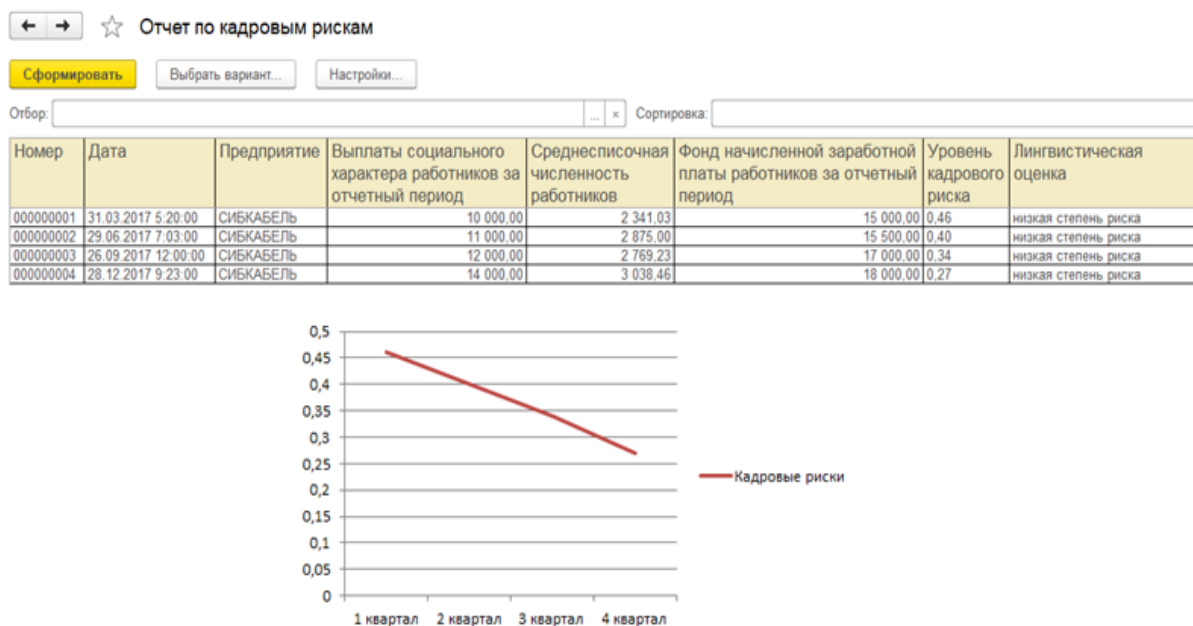 Отчет по кадровым рискам
Сформировать Выбрать вариант... Настройки...
Отбор: ... × Сортировка:
Номер Дата Предприятие Выплаты социального характера работников за отчетный период Среднесписочная численность работников Фонд начисленной заработной платы работников за отчетный период Уровень кадрового риска Лингвистическая оценка
000000001 31.03.2017 5:20:00 СИБКАБЕЛЬ 10 000,00 2 341,03 15 000,00 0,46 низкая степень риска
000000002 29.06.2017 7:03:00 СИБКАБЕЛЬ 11 000,00 2 875,00 15 500,00 0,40 низкая степень риска
000000003 26.09.2017 12:00:00 СИБКАБЕЛЬ 12 000,00 2 769,23 17 000,00 0,34 низкая степень риска
000000004 28.12.2017 9:23:00 СИБКАБЕЛЬ 14 000,00 3 038,46 18 000,00 0,27 низкая степень риска
0,5
0,45
0,4
0,35
0,3
0,25
0,2
0,15
0,1
0,05
0
Кадровые риски
1 квартал 2 квартал 3 квартал 4 квартал